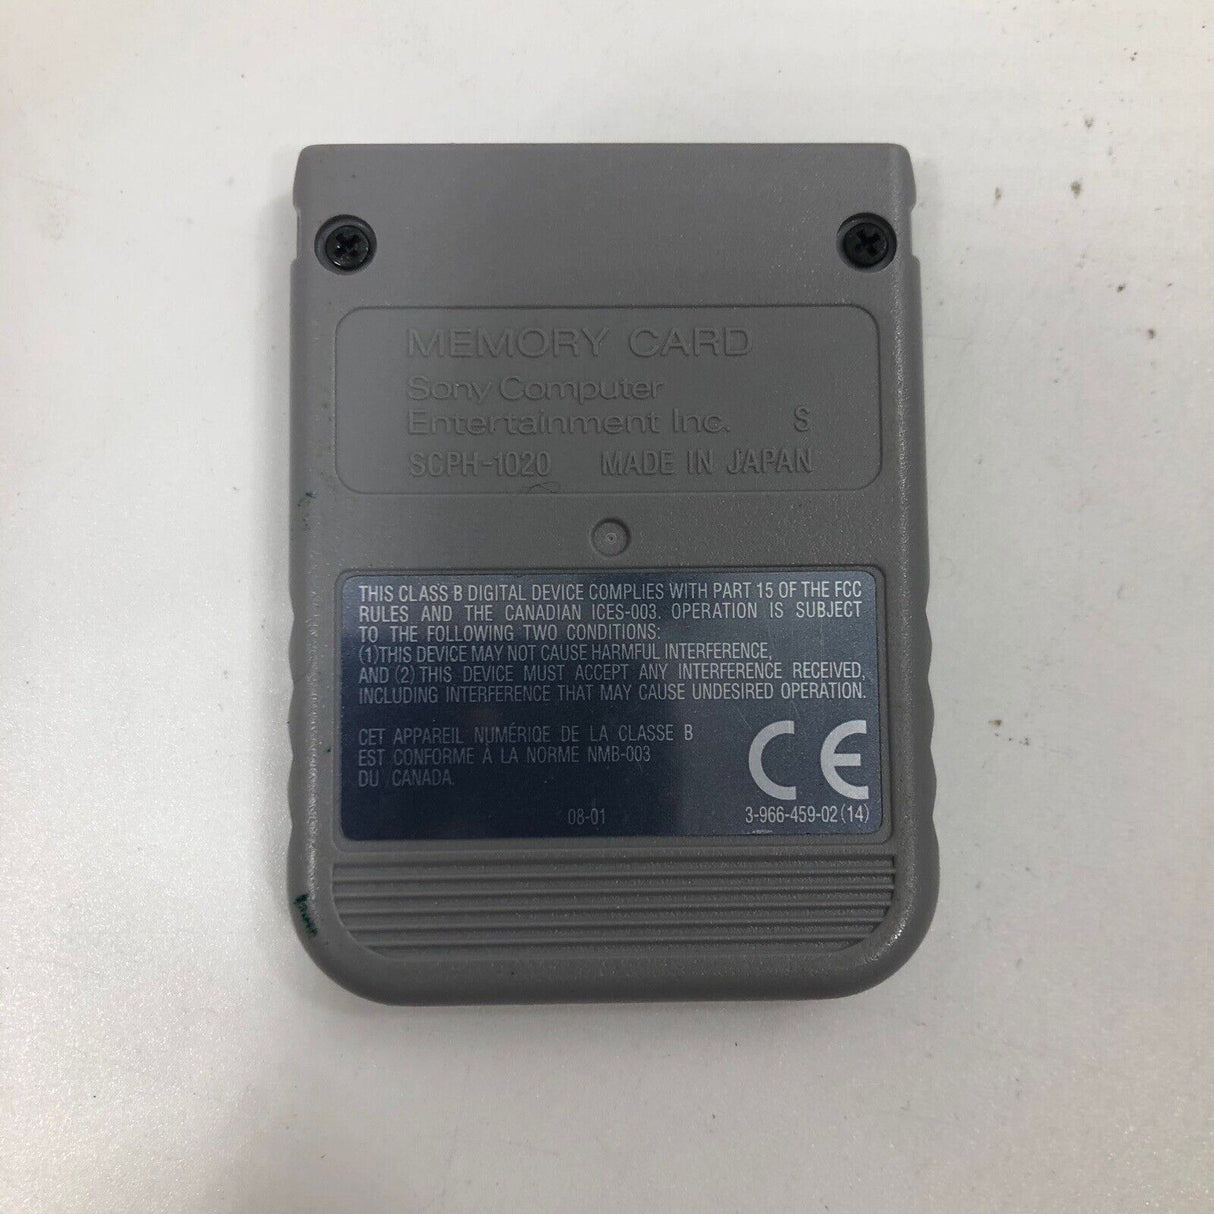 MEMORY CARD
Sony Computer
Entertainment Inc. S
SCPH-1020 MADE IN JAPAN
THIS CLASS B DIGITAL DEVICE COMPLIES WITH PART 15 OF THE FCC
RULES AND THE CANADIAN ICES-003. OPERATION IS SUBJECT
TO THE FOLLOWING TWO CONDITIONS:
(1)THIS DEVICE MAY NOT CAUSE HARMFUL INTERFERENCE,
AND (2) THIS DEVICE MUST ACCEPT ANY INTERFERENCE RECEIVED,
INCLUDING INTERFERENCE THAT MAY CAUSE UNDESIRED OPERATION.
CET APPAREIL NUMÉRIQE DE LA CLASSE B
EST CONFORME À LA NORME NMB-003
DU CANADA.
CE
08-01
3-966-459-02(14)